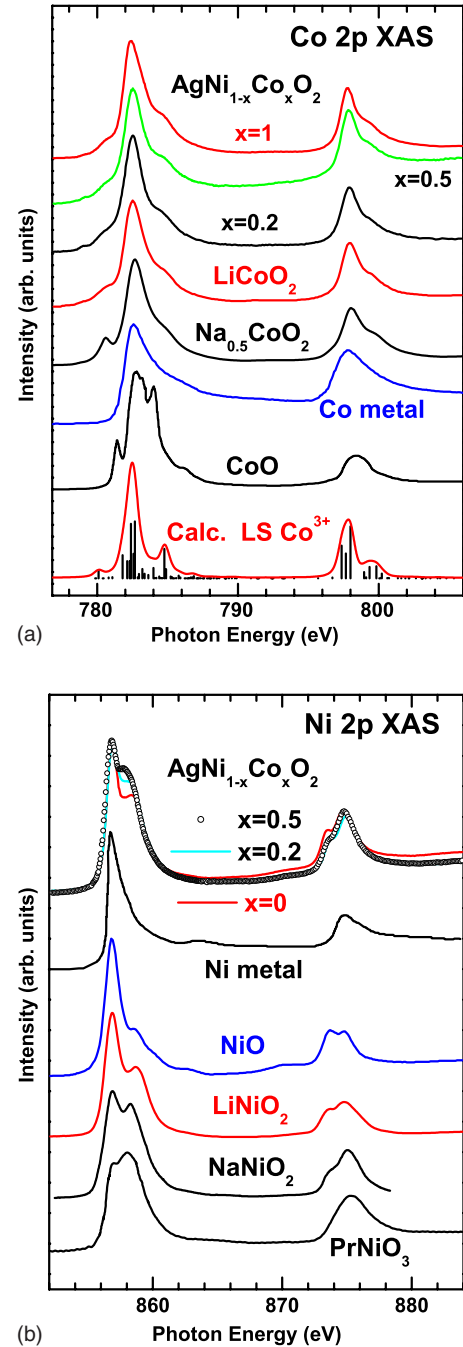 Co 2p XAS
AgNi1-xCoxO2
x=1
x=0.5
x=0.2
LiCoO2
Na0.5CoO2
Co metal
CoO
Calc. LS Co3+
Intensity (arb. units)
780 790 800
(a)
Photon Energy (eV)
Ni 2p XAS
AgNi1-xCoxO2
x=0.5
x=0.2
x=0
Ni metal
NiO
LiNiO2
NaNiO2
PrNiO3
Intensity (arb. units)
860 870 880
(b)
Photon Energy (eV)